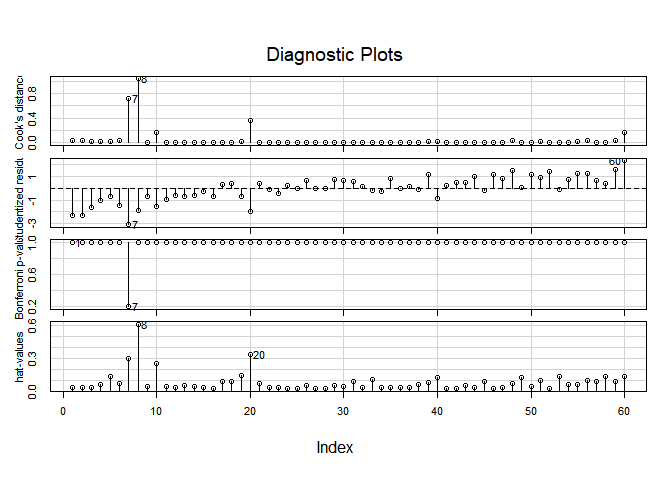 Diagnostic Plots
Cook's distance
0.0 0.4 0.8
7
8
-3 -1 1
7
60
Bonferroni p-value
0.2 0.6 1.0
1
7
hat-values
0.0 0.3 0.6
8
20
0 10 20 30 40 50 60
Index